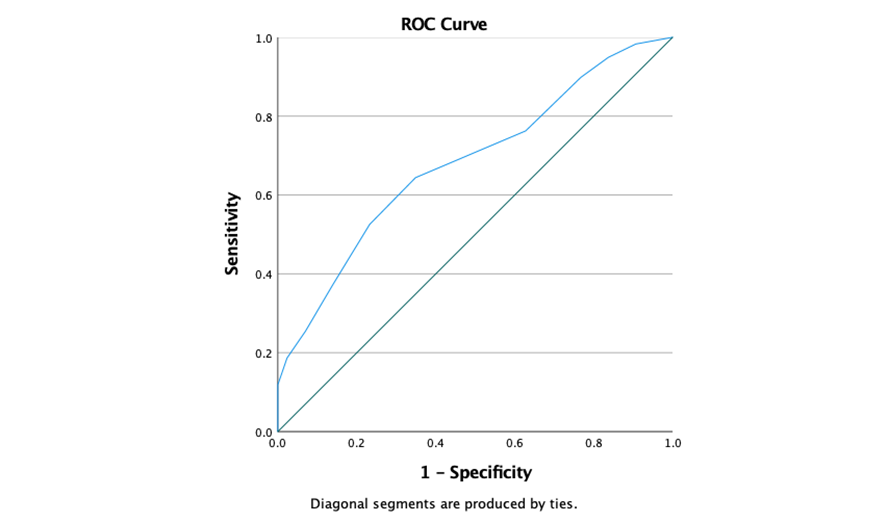 ROC Curve
1.0
0.8
0.6
0.4
0.2
0.0
Sensitivity
0.0 0.2 0.4 0.6 0.8 1.0
1 – Specificity
Diagonal segments are produced by ties.